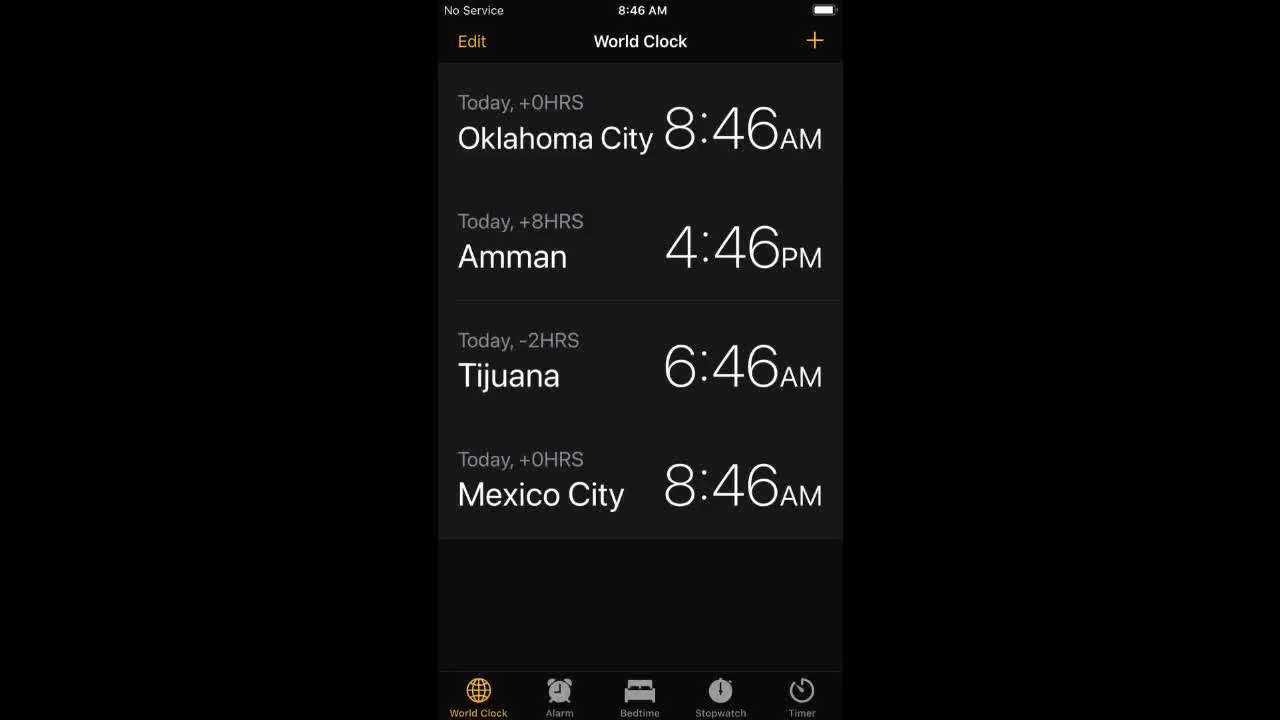 No Service 8:46 AM
Edit World Clock +
Today, +0HRS
Oklahoma City 8:46AM
Today, +8HRS
Amman 4:46PM
Today, -2HRS
Tijuana 6:46AM
Today, +0HRS
Mexico City 8:46AM
World Clock Alarm Bedtime Stopwatch Timer